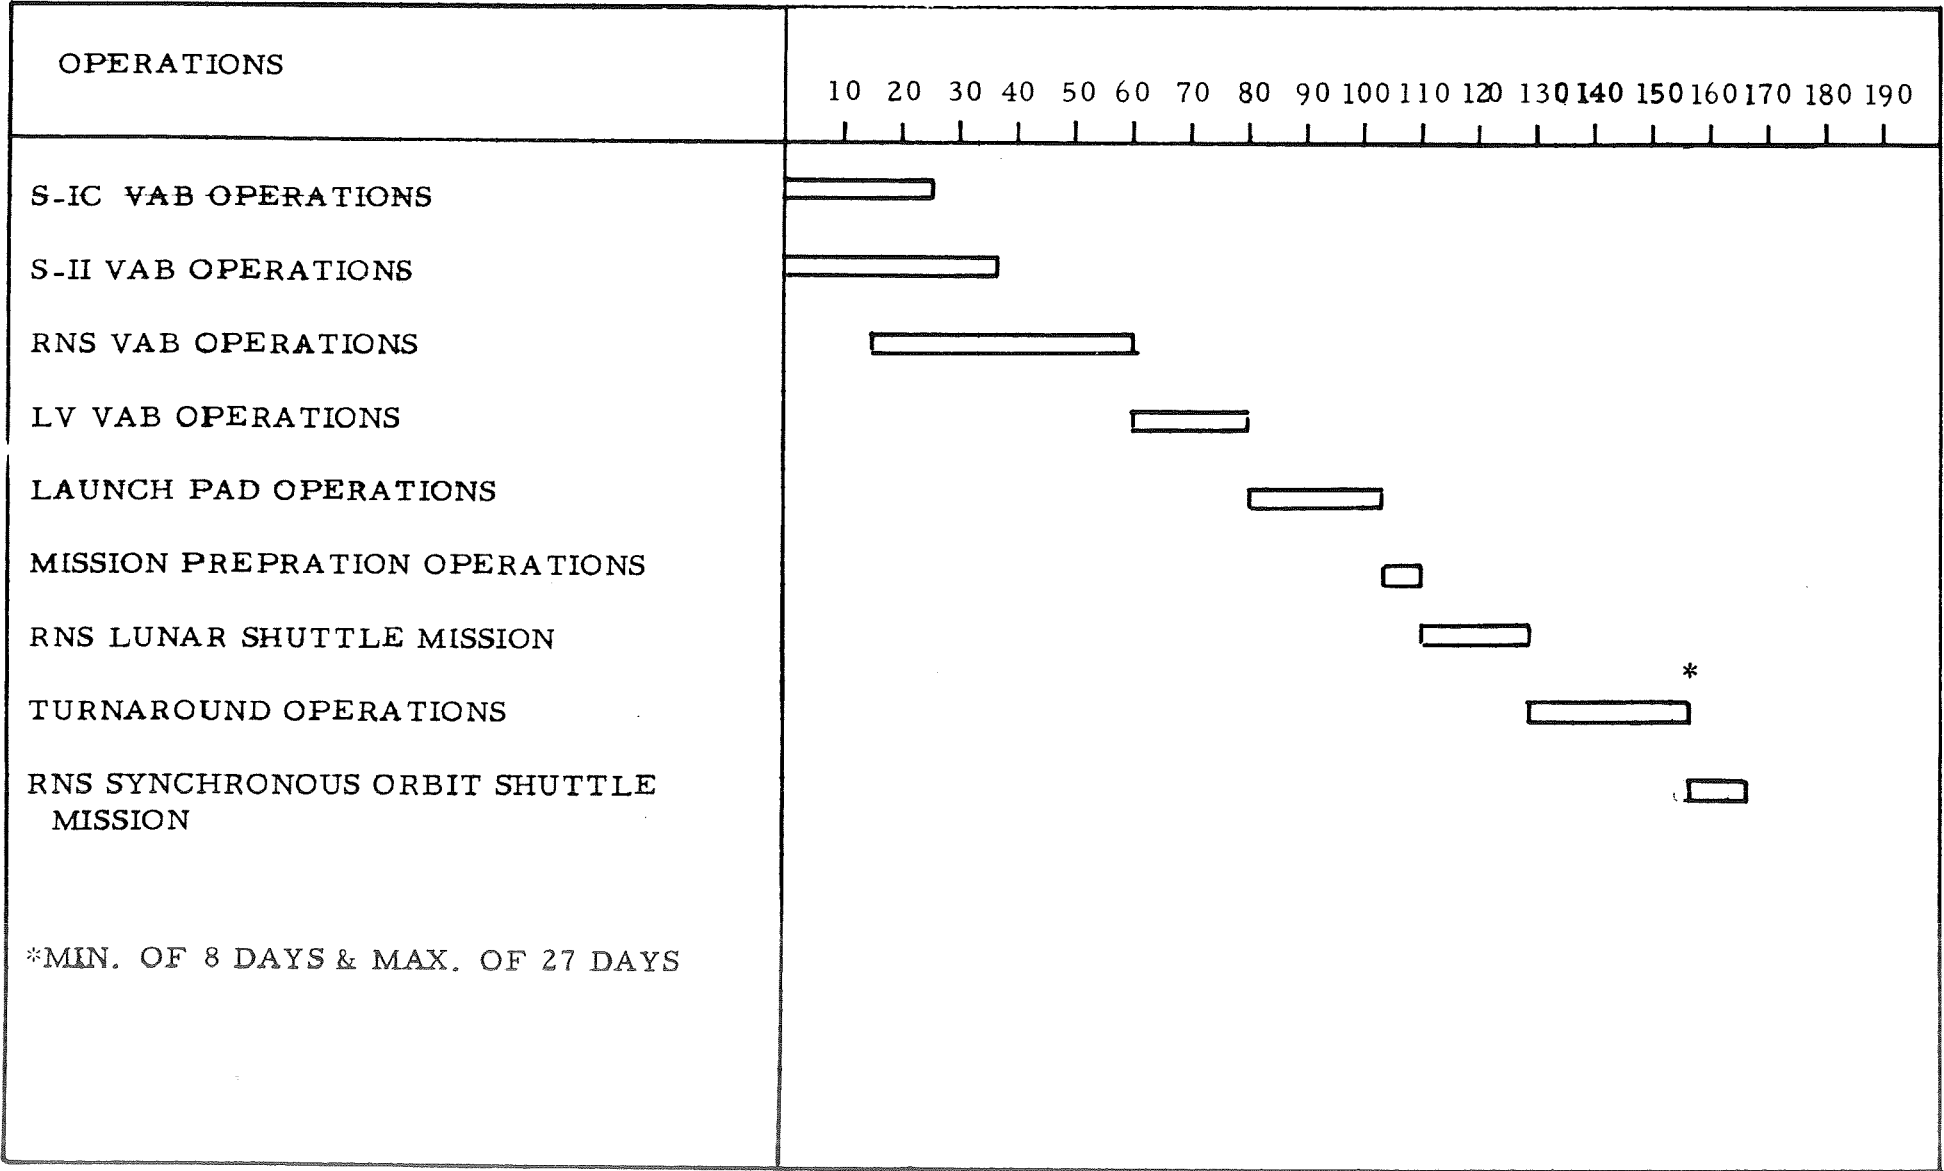 OPERATIONS
10 20 30 40 50 60 70 80 90 100 110 120 130 140 150 160 170 180 190
S-IC VAB OPERATIONS
S-II VAB OPERATIONS
RNS VAB OPERATIONS
LV VAB OPERATIONS
LAUNCH PAD OPERATIONS
MISSION PREPRATION OPERATIONS
RNS LUNAR SHUTTLE MISSION
*
TURNAROUND OPERATIONS
RNS SYNCHRONOUS ORBIT SHUTTLE
MISSION
*MIN. OF 8 DAYS & MAX. OF 27 DAYS